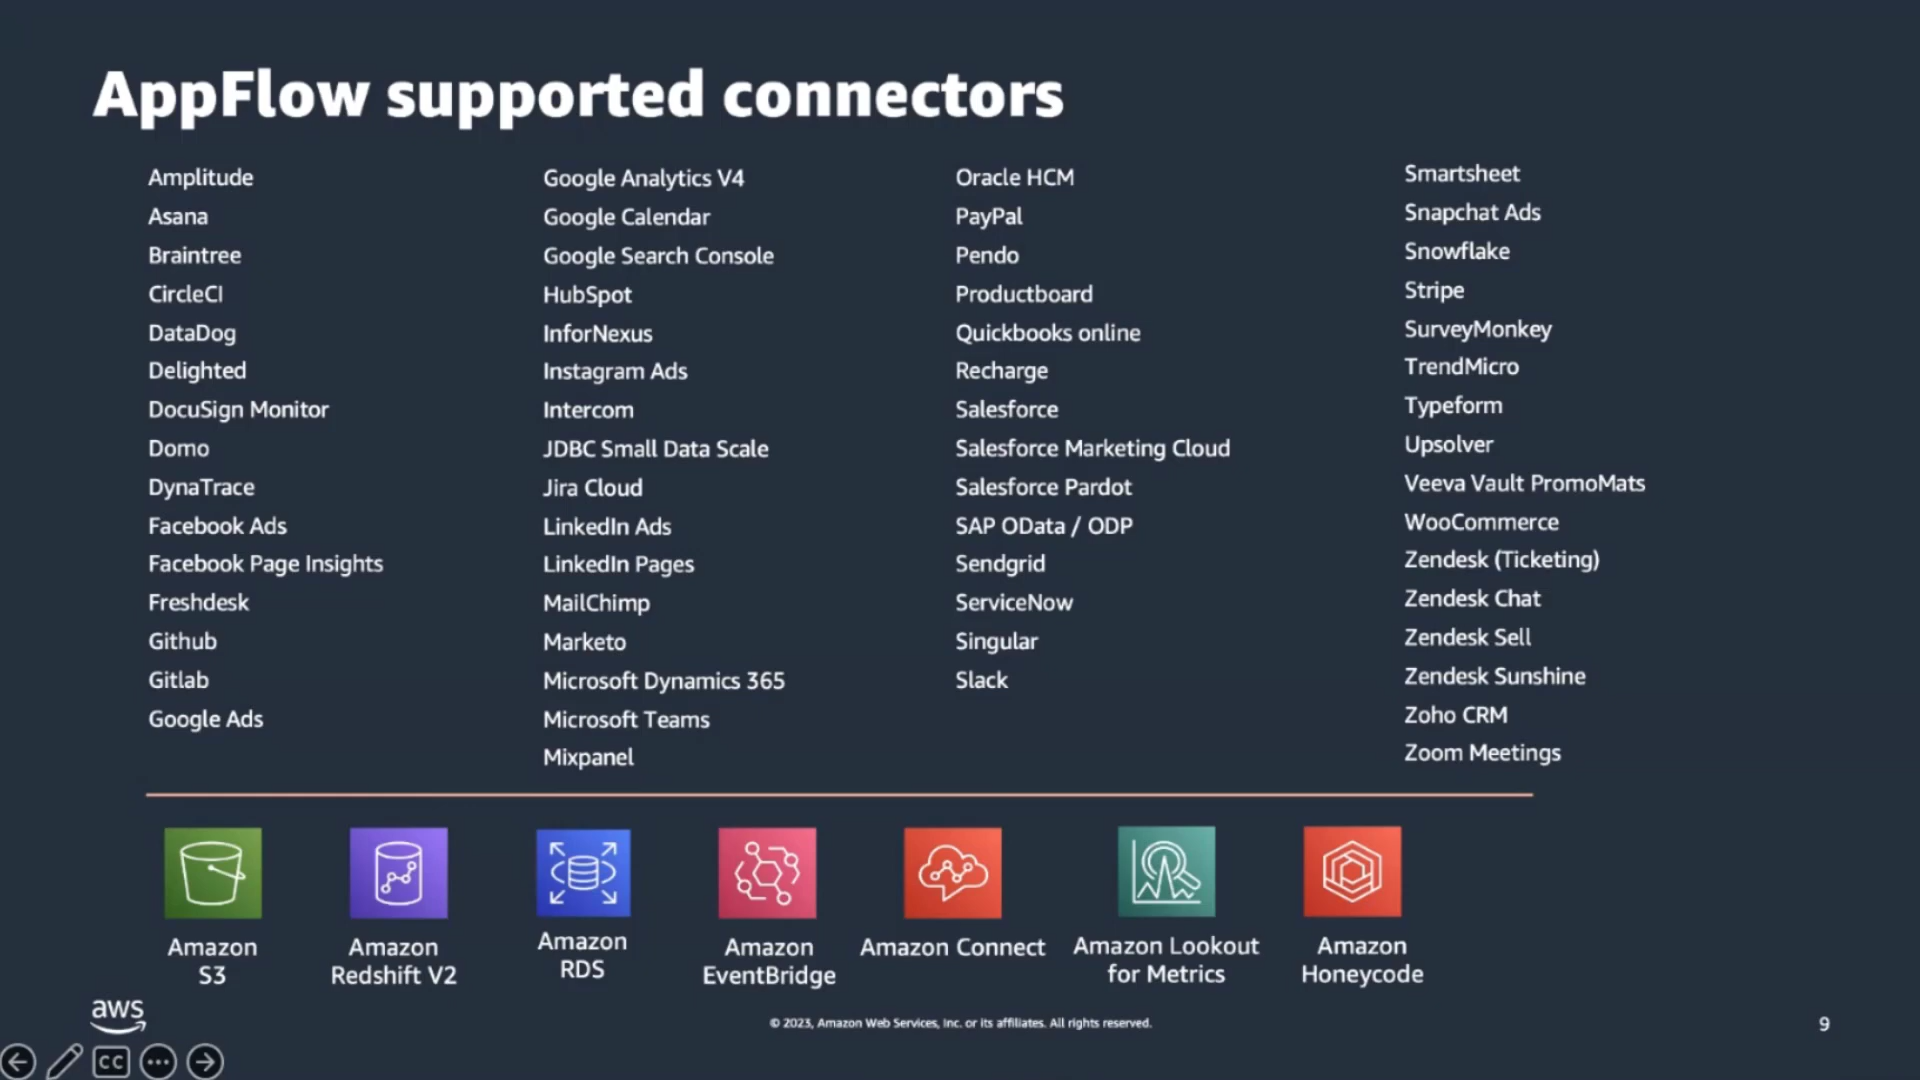 AppFlow supported connectors
Amplitude
Asana
Braintree
CircleCI
DataDog
Delighted
DocuSign Monitor
Domo
DynaTrace
Facebook Ads
Facebook Page Insights
Freshdesk
Github
Gitlab
Google Ads
Google Analytics V4
Google Calendar
Google Search Console
HubSpot
InforNexus
Instagram Ads
Intercom
JDBC Small Data Scale
Jira Cloud
LinkedIn Ads
LinkedIn Pages
MailChimp
Marketo
Microsoft Dynamics 365
Microsoft Teams
Mixpanel
Oracle HCM
PayPal
Pendo
Productboard
Quickbooks online
Recharge
Salesforce
Salesforce Marketing Cloud
Salesforce Pardot
SAP OData / ODP
Sendgrid
ServiceNow
Singular
Slack
Smartsheet
Snapchat Ads
Snowflake
Stripe
SurveyMonkey
TrendMicro
Typeform
Upsolver
Veeva Vault PromoMats
WooCommerce
Zendesk (Ticketing)
Zendesk Chat
Zendesk Sell
Zendesk Sunshine
Zoho CRM
Zoom Meetings
Amazon
S3
Amazon
Redshift V2
Amazon
RDS
Amazon
EventBridge
Amazon Connect
Amazon Lookout
for Metrics
Amazon
Honeycode
aws
© 2023, Amazon Web Services, Inc. or its affiliates. All rights reserved.
9
CC